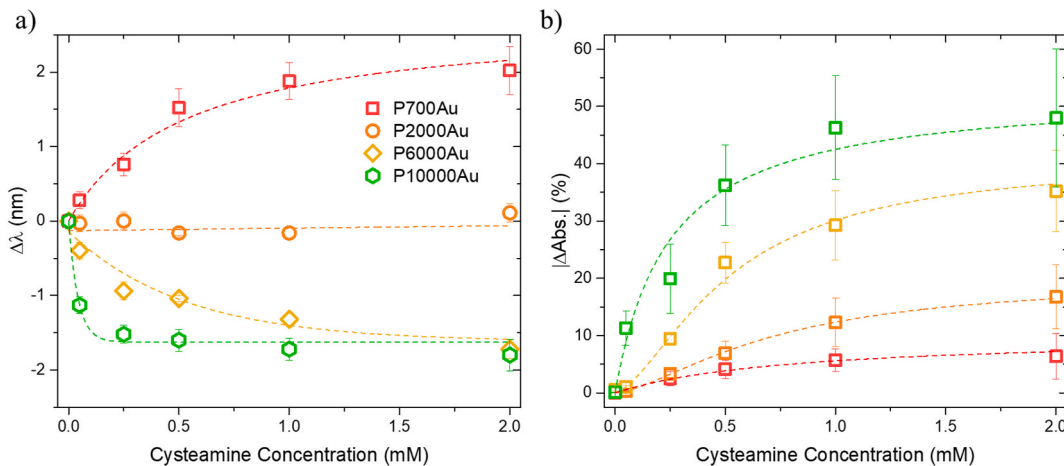 a)
Δλ (nm)
2
1
0
-1
-2
P700Au
P2000Au
P6000Au
P10000Au
0.0 0.5 1.0 1.5 2.0
Cysteamine Concentration (mM)
b)
|ΔAbs.| (%)
60
50
40
30
20
10
0
0.0 0.5 1.0 1.5 2.0
Cysteamine Concentration (mM)